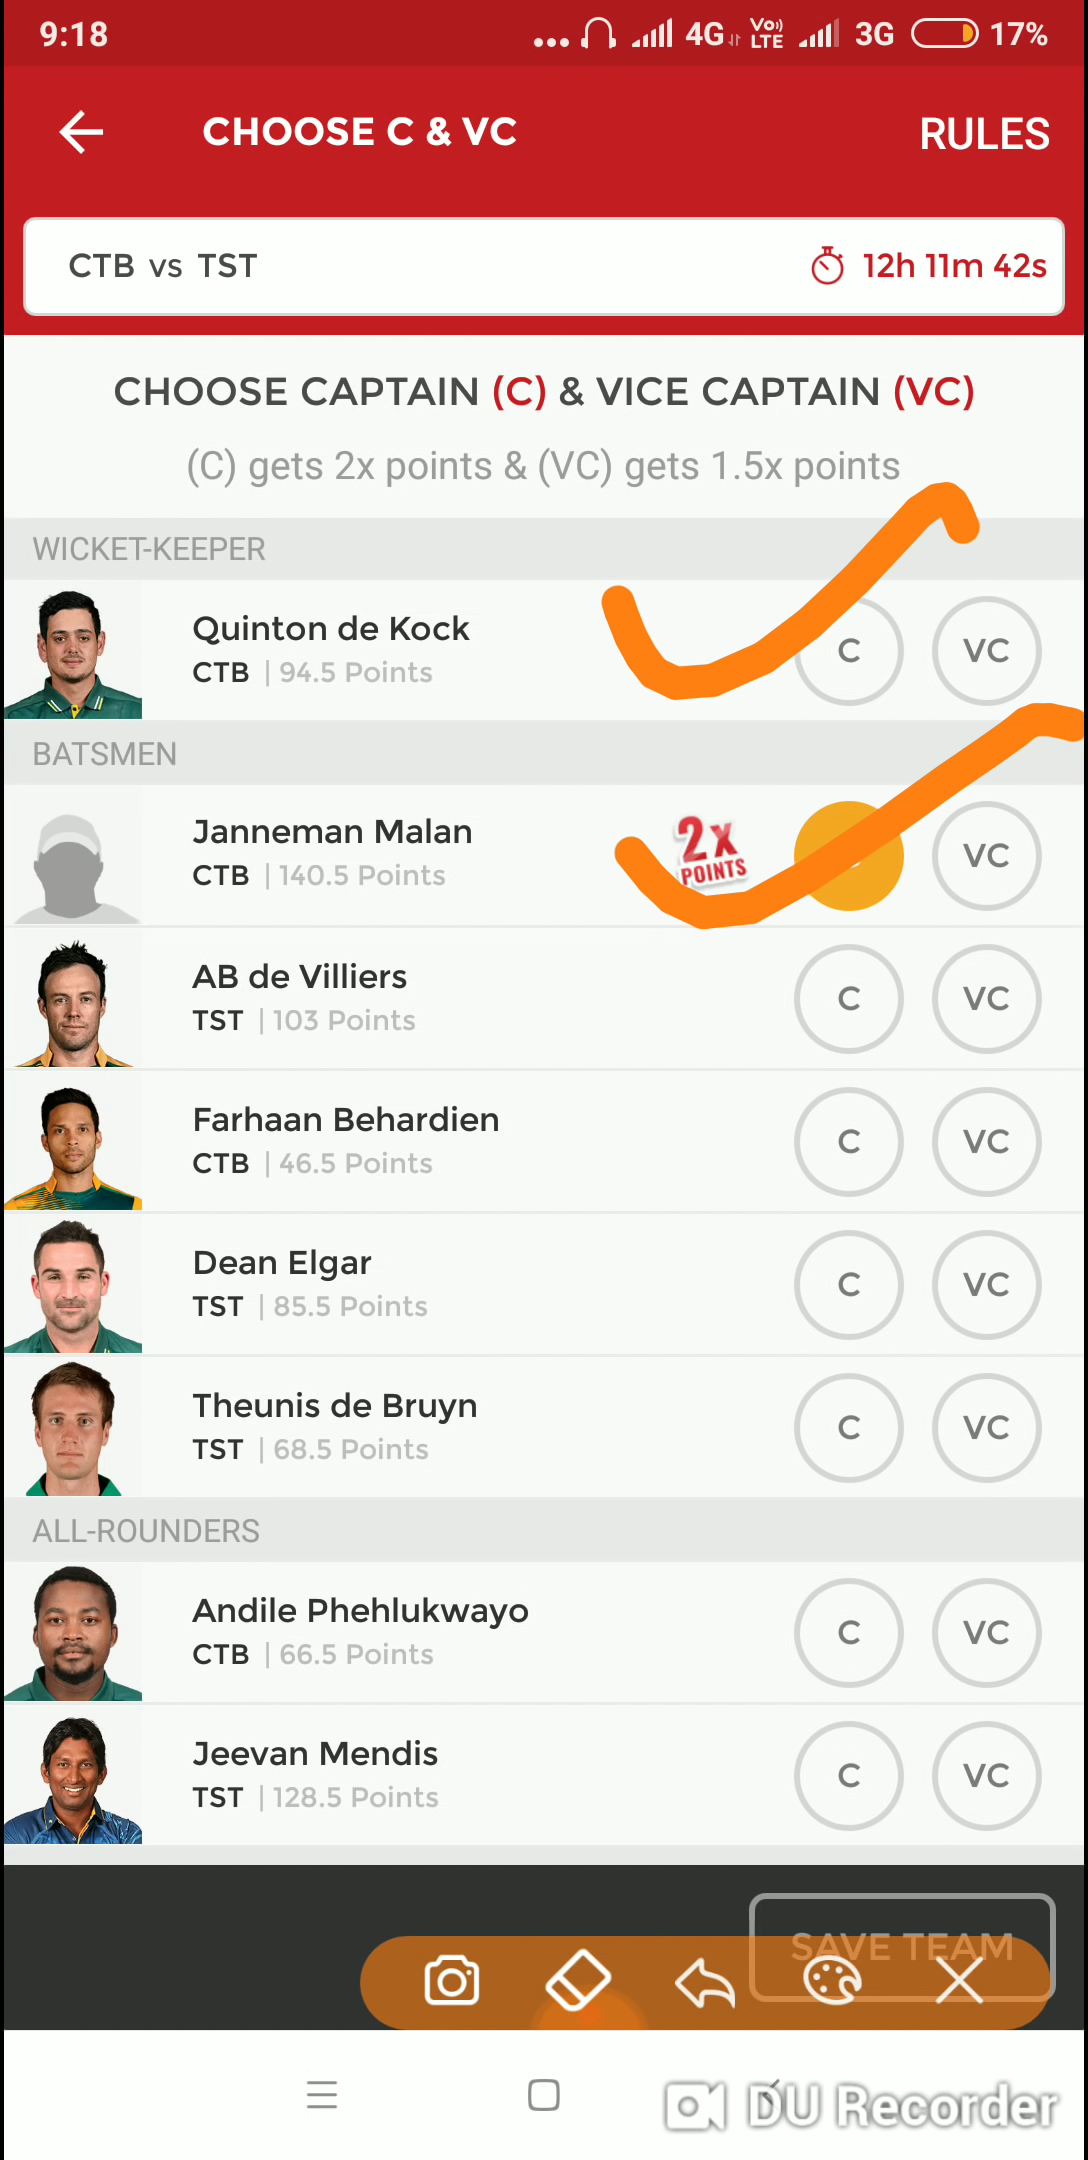 9:18
4G Vo)) LTE 3G 17%
CHOOSE C & VC
RULES
CTB vs TST
12h 11m 42s
CHOOSE CAPTAIN (C) & VICE CAPTAIN (VC)
(C) gets 2x points & (VC) gets 1.5x points
WICKET-KEEPER
Quinton de Kock
CTB | 94.5 Points
C VC
BATSMEN
Janneman Malan
CTB | 140.5 Points
2x POINTS
VC
AB de Villiers
TST | 103 Points
C VC
Farhaan Behardien
CTB | 46.5 Points
C VC
Dean Elgar
TST | 85.5 Points
C VC
Theunis de Bruyn
TST | 68.5 Points
C VC
ALL-ROUNDERS
Andile Phehlukwayo
CTB | 66.5 Points
C VC
Jeevan Mendis
TST | 128.5 Points
C VC
SAVE TEAM
DU Recorder